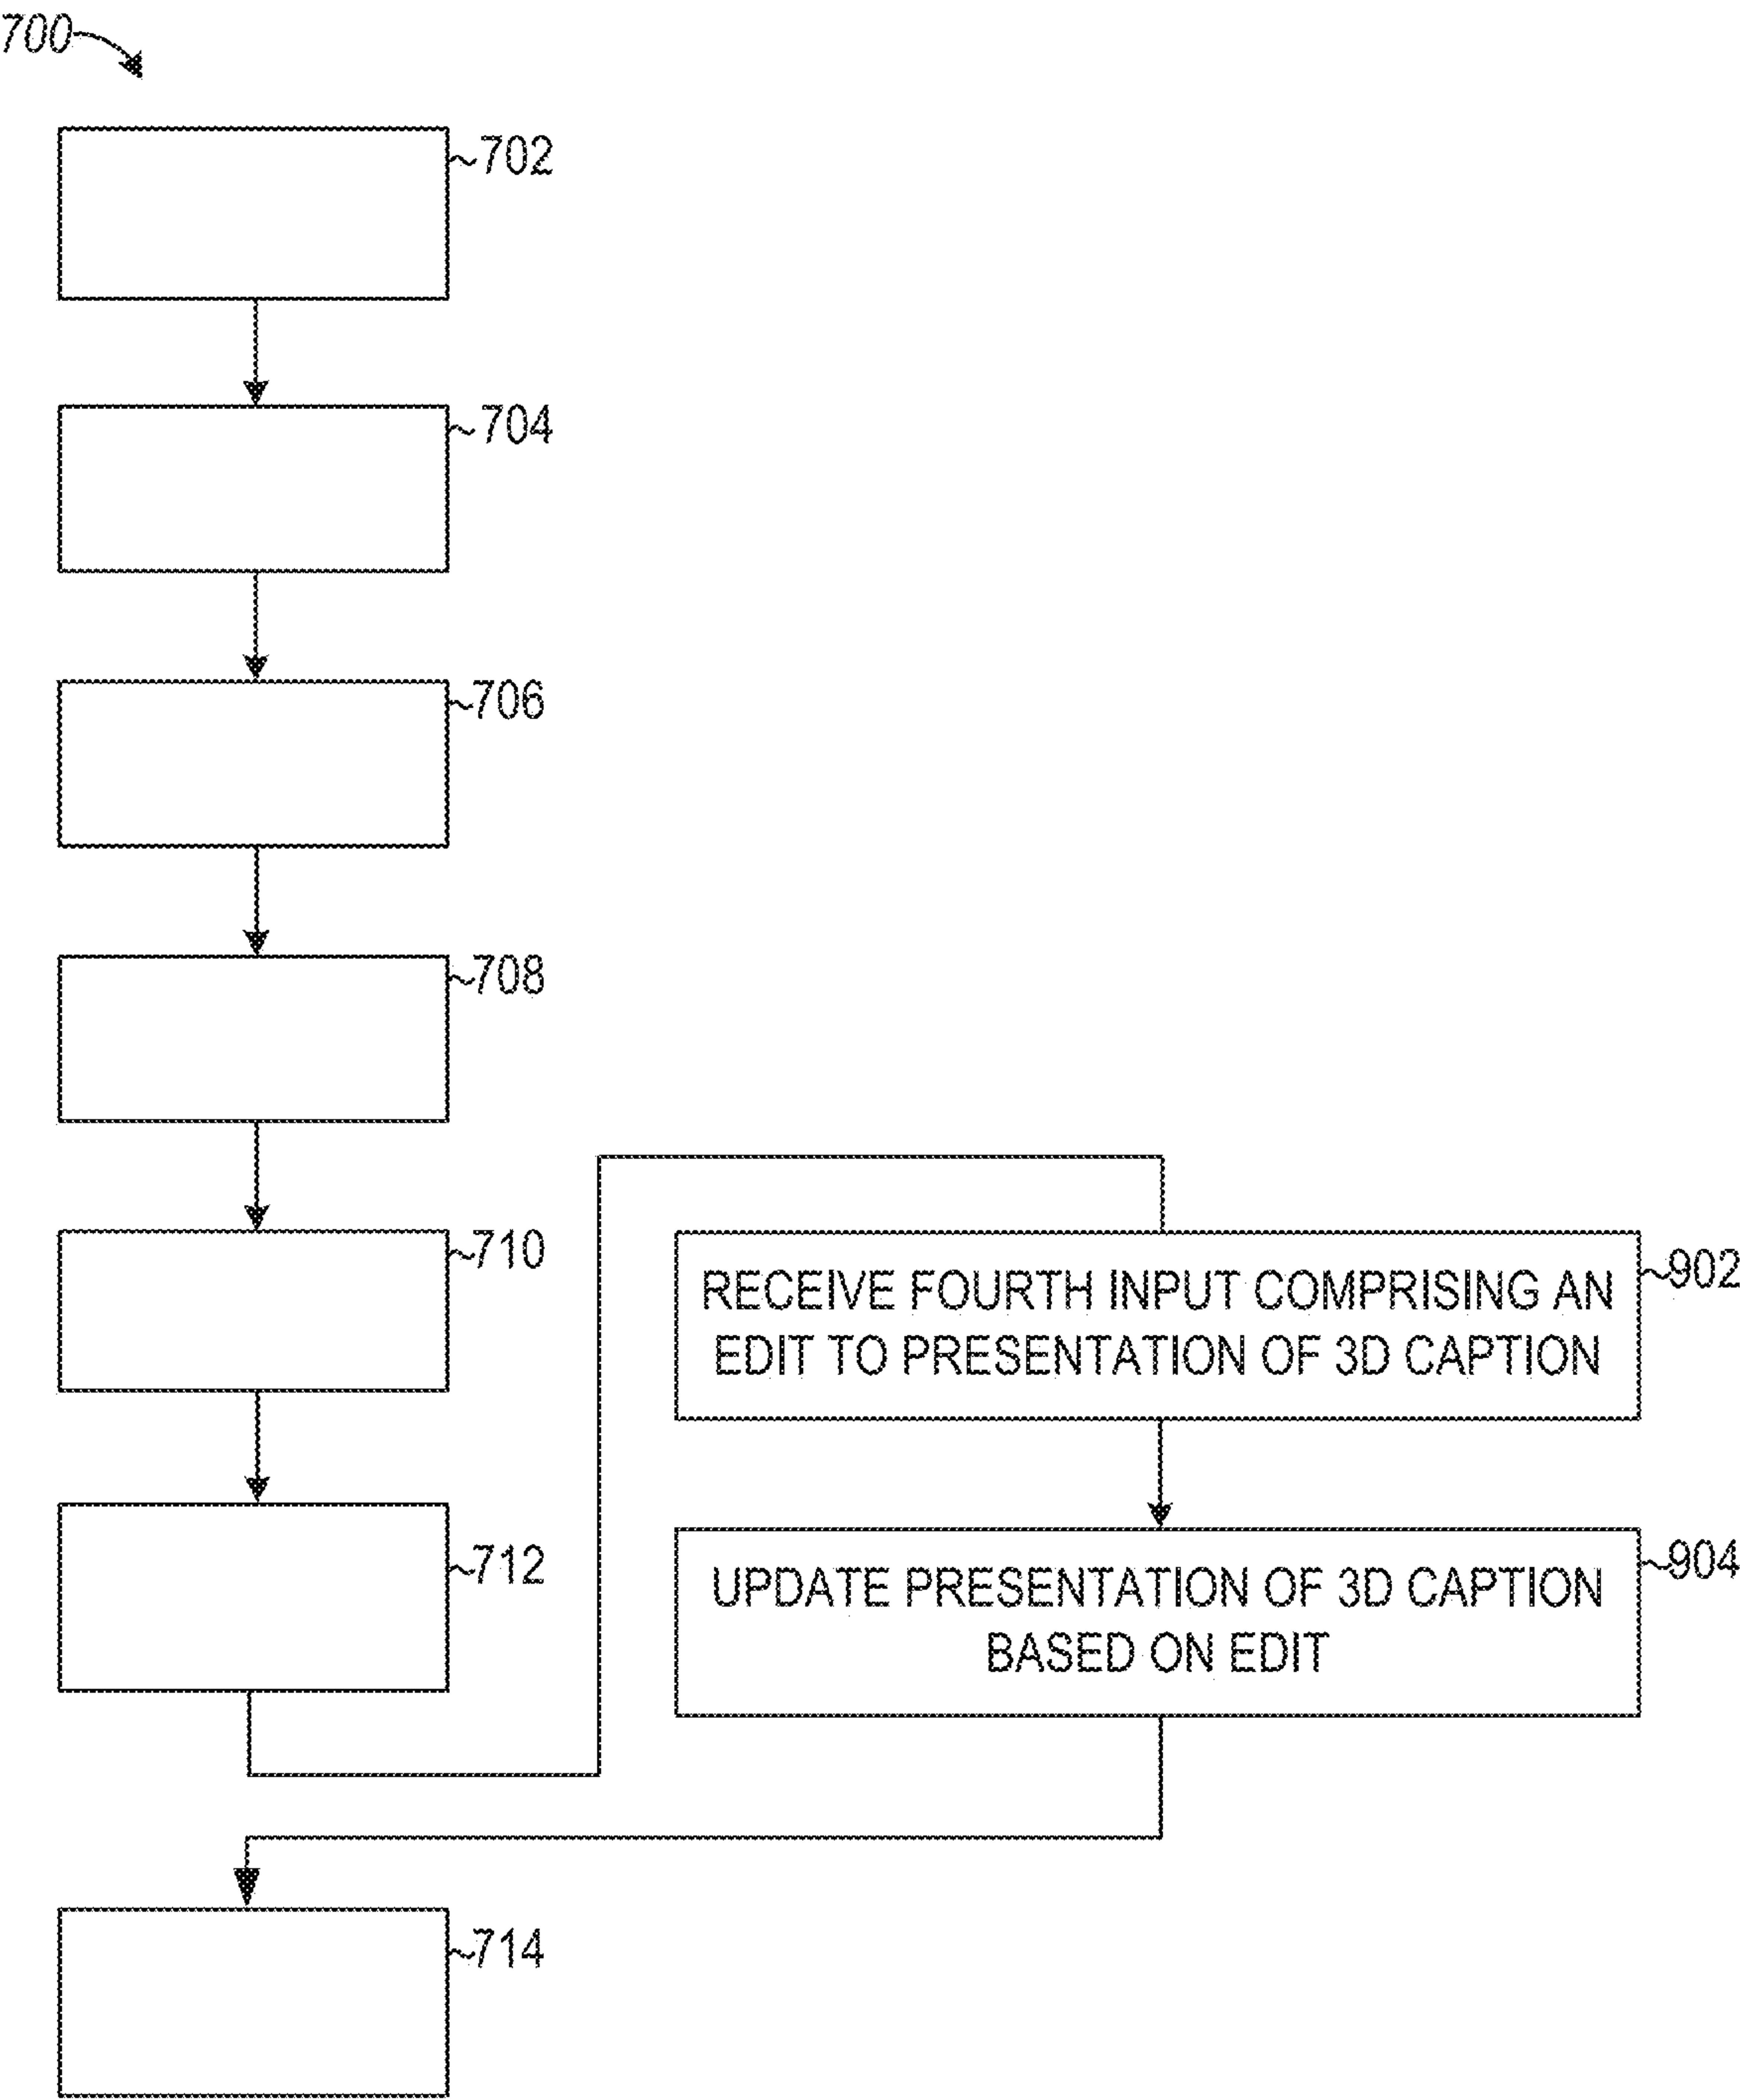 700
702
704
706
708
710
RECEIVE FOURTH INPUT COMPRISING AN
EDIT TO PRESENTATION OF 3D CAPTION
902
712
UPDATE PRESENTATION OF 3D CAPTION
BASED ON EDIT
904
714